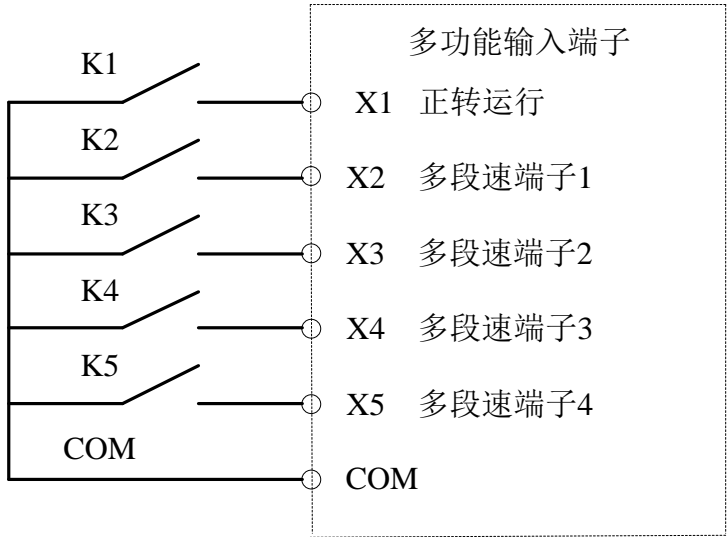 多功能输入端子
K1
X1 正转运行
K2
X2 多段速端子1
K3
X3 多段速端子2
K4
X4 多段速端子3
K5
X5 多段速端子4
COM
COM